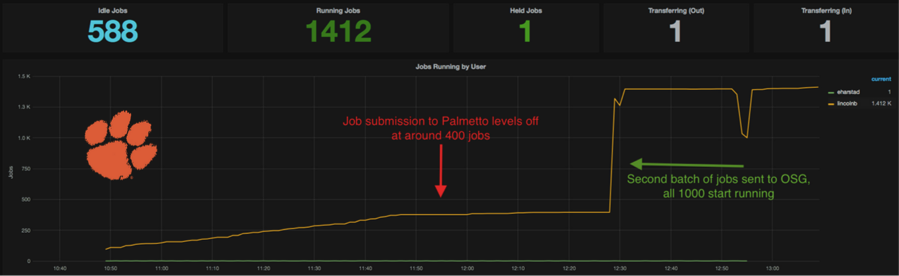 Idle Jobs
588
Running Jobs
1412
Held Jobs
1
Transferring (Out)
1
Transferring (In)
1
Jobs Running by User
1.5 K
1.3 K
1.0 K
750
500
250
0
Jobs
10:40 10:50 11:00 11:10 11:20 11:30 11:40 11:50 12:00 12:10 12:20 12:30 12:40 12:50 13:00
Job submission to Palmetto levels off
at around 400 jobs
Second batch of jobs sent to OSG,
all 1000 start running
current
sharstad 1
lincolnb 1.412 K